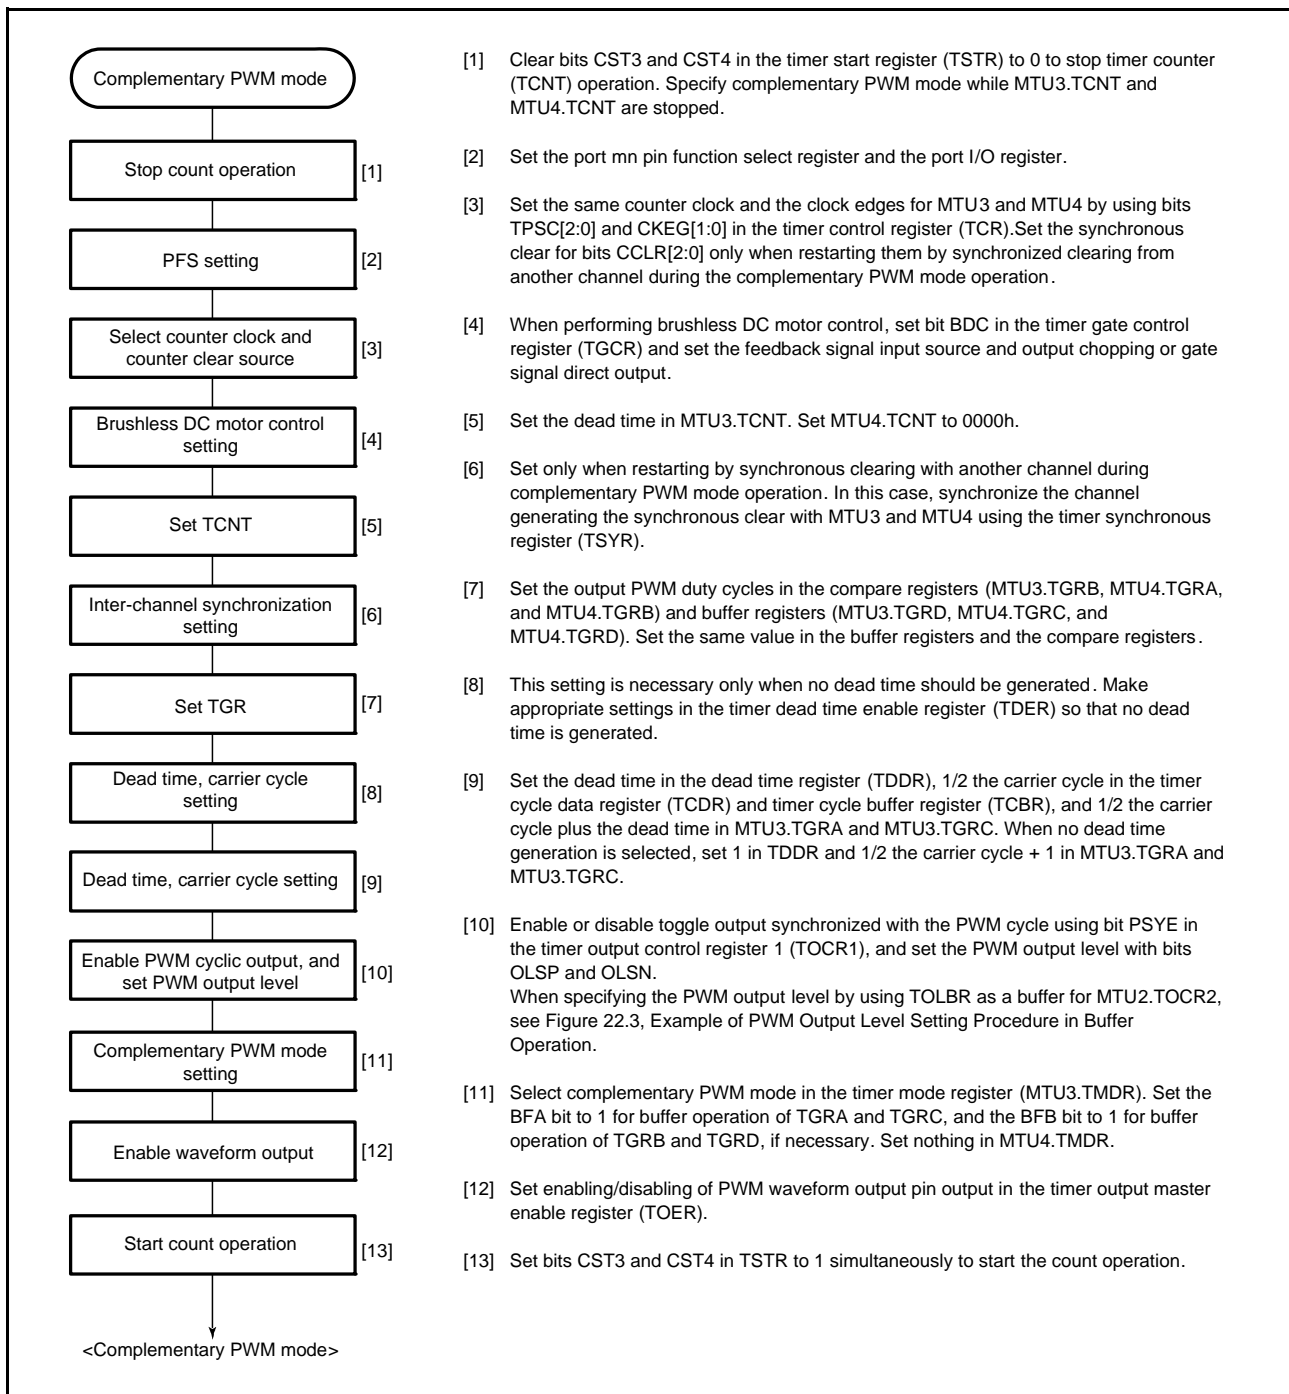 Complementary PWM mode
Stop count operation [1]
PFS setting [2]
Select counter clock and
counter clear source [3]
Brushless DC motor control
setting [4]
Set TCNT [5]
Inter-channel synchronization
setting [6]
Set TGR [7]
Dead time, carrier cycle
setting [8]
Dead time, carrier cycle setting [9]
Enable PWM cyclic output, and
set PWM output level [10]
Complementary PWM mode
setting [11]
Enable waveform output [12]
Start count operation [13]
<Complementary PWM mode>
[1] Clear bits CST3 and CST4 in the timer start register (TSTR) to 0 to stop timer counter
(TCNT) operation. Specify complementary PWM mode while MTU3.TCNT and
MTU4.TCNT are stopped.
[2] Set the port mn pin function select register and the port I/O register.
[3] Set the same counter clock and the clock edges for MTU3 and MTU4 by using bits
TPSC[2:0] and CKEG[1:0] in the timer control register (TCR).Set the synchronous
clear for bits CCLR[2:0] only when restarting them by synchronized clearing from
another channel during the complementary PWM mode operation.
[4] When performing brushless DC motor control, set bit BDC in the timer gate control
register (TGCR) and set the feedback signal input source and output chopping or gate
signal direct output.
[5] Set the dead time in MTU3.TCNT. Set MTU4.TCNT to 0000h.
[6] Set only when restarting by synchronous clearing with another channel during
complementary PWM mode operation. In this case, synchronize the channel
generating the synchronous clear with MTU3 and MTU4 using the timer synchronous
register (TSYR).
[7] Set the output PWM duty cycles in the compare registers (MTU3.TGRB, MTU4.TGRA,
and MTU4.TGRB) and buffer registers (MTU3.TGRD, MTU4.TGRC, and
MTU4.TGRD). Set the same value in the buffer registers and the compare registers.
[8] This setting is necessary only when no dead time should be generated. Make
appropriate settings in the timer dead time enable register (TDER) so that no dead
time is generated.
[9] Set the dead time in the dead time register (TDDR), 1/2 the carrier cycle in the timer
cycle data register (TCDR) and timer cycle buffer register (TCBR), and 1/2 the carrier
cycle plus the dead time in MTU3.TGRA and MTU3.TGRC. When no dead time
generation is selected, set 1 in TDDR and 1/2 the carrier cycle + 1 in MTU3.TGRA and
MTU3.TGRC.
[10] Enable or disable toggle output synchronized with the PWM cycle using bit PSYE in
the timer output control register 1 (TOCR1), and set the PWM output level with bits
OLSP and OLSN.
When specifying the PWM output level by using TOLBR as a buffer for MTU2.TOCR2,
see Figure 22.3, Example of PWM Output Level Setting Procedure in Buffer
Operation.
[11] Select complementary PWM mode in the timer mode register (MTU3.TMDR). Set the
BFA bit to 1 for buffer operation of TGRA and TGRC, and the BFB bit to 1 for buffer
operation of TGRB and TGRD, if necessary. Set nothing in MTU4.TMDR.
[12] Set enabling/disabling of PWM waveform output pin output in the timer output master
enable register (TOER).
[13] Set bits CST3 and CST4 in TSTR to 1 simultaneously to start the count operation.